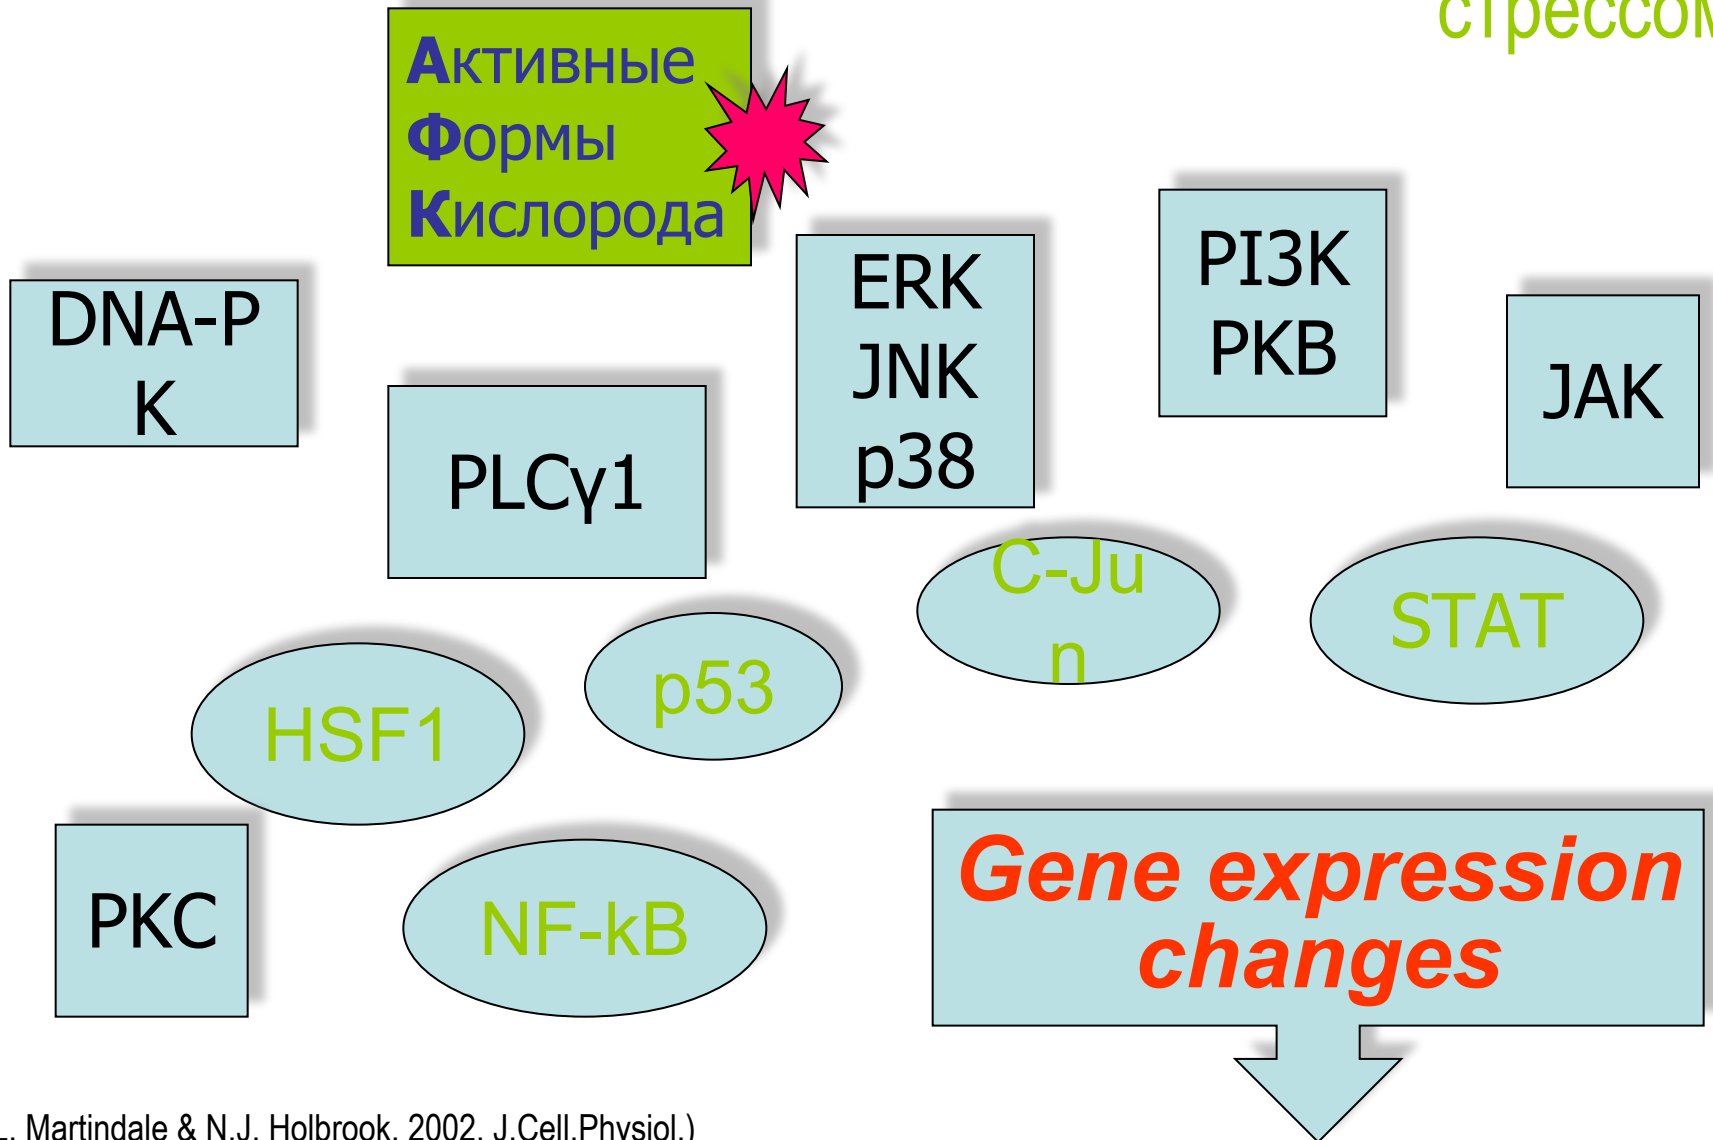 стрессом
Активные
Формы
Кислорода
DNA-P
K
PLCγ1
ERK
JNK
p38
PI3K
PKB
JAK
C-Ju
n
STAT
p53
HSF1
PKC
NF-kB
Gene expression
changes
. Martindale & N.J. Holbrook, 2002, J.Cell.Physiol.)